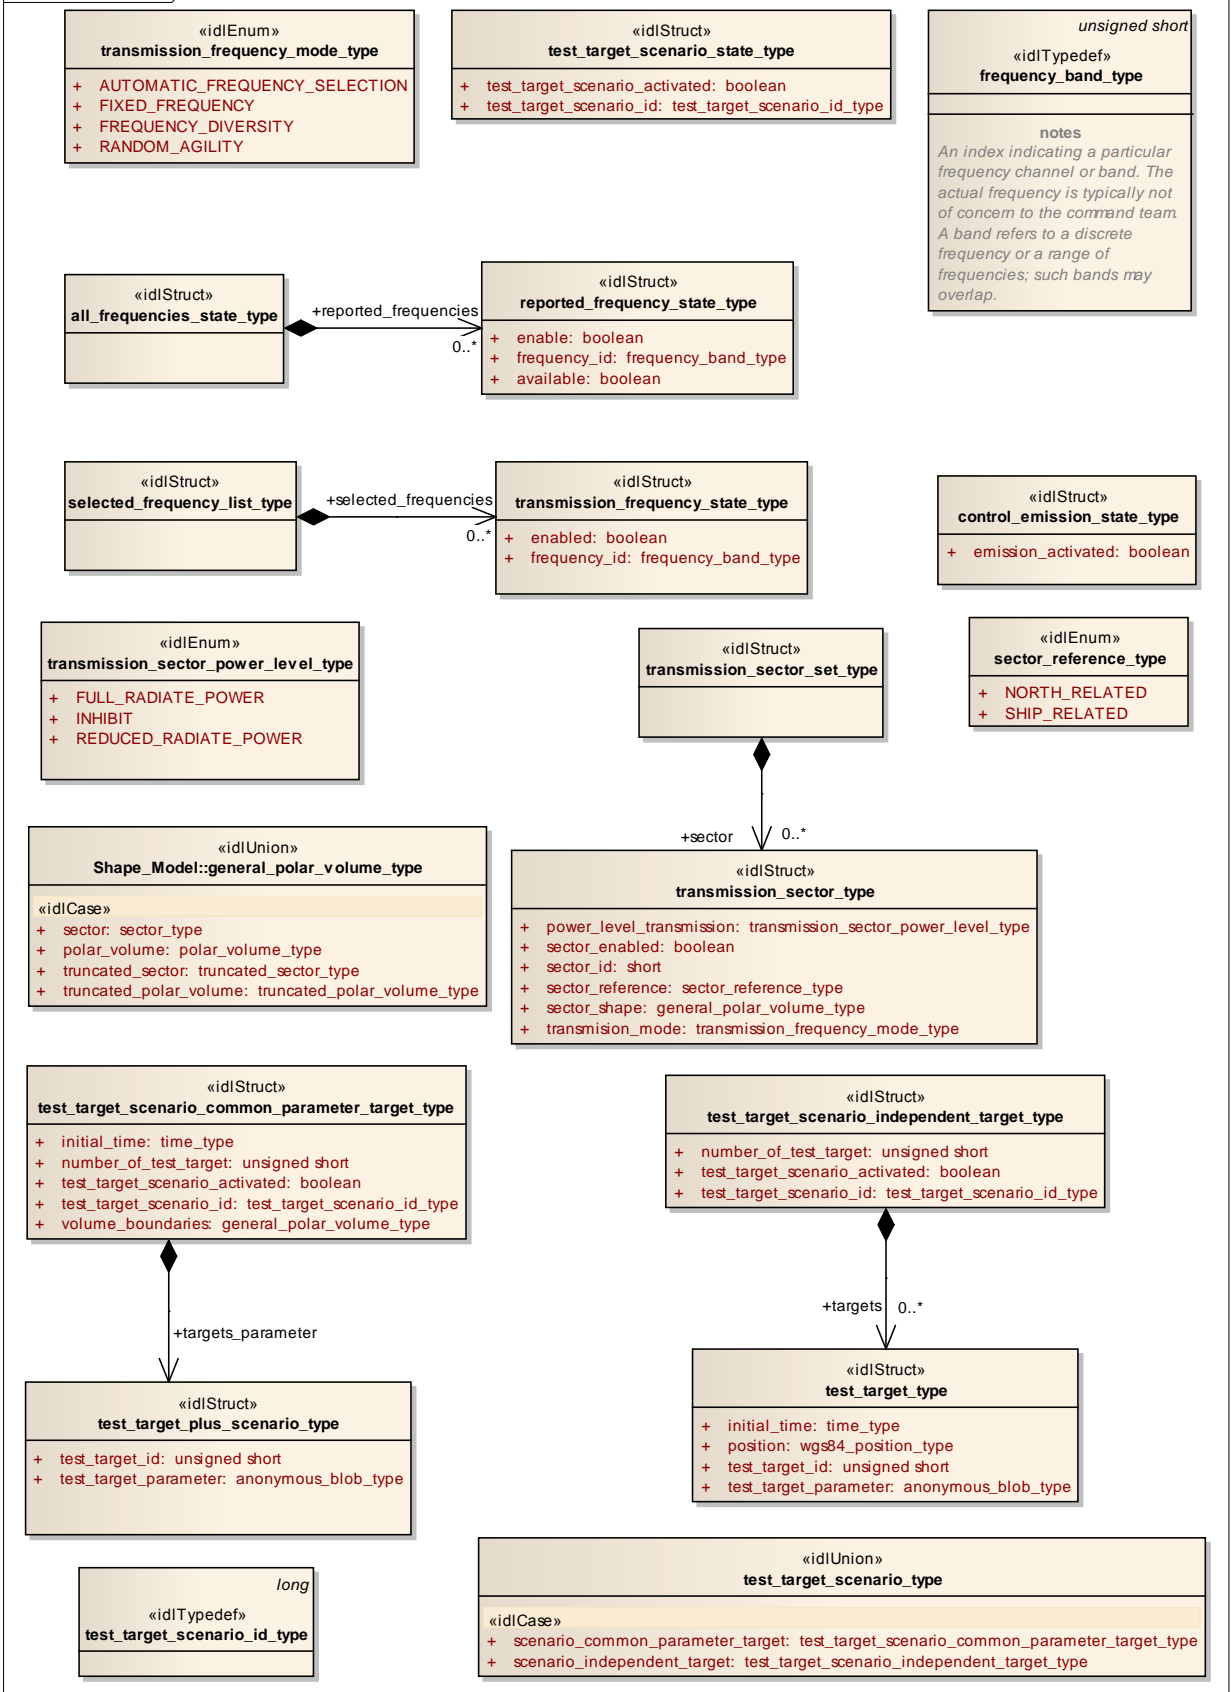 «idlEnum»
transmission_frequency_mode_type
+ AUTOMATIC_FREQUENCY_SELECTION
+ FIXED_FREQUENCY
+ FREQUENCY_DIVERSITY
+ RANDOM_AGILITY
«idlStruct»
test_target_scenario_state_type
+ test_target_scenario_activated: boolean
+ test_target_scenario_id: test_target_scenario_id_type
unsigned short
«idlTypedef»
frequency_band_type
notes
An index indicating a particular
frequency channel or band. The
actual frequency is typically not
of concern to the command team.
A band refers to a discrete
frequency or a range of
frequencies; such bands may
overlap.
«idlStruct»
all_frequencies_state_type
+reported_frequencies
0..*
«idlStruct»
reported_frequency_state_type
+ enable: boolean
+ frequency_id: frequency_band_type
+ available: boolean
«idlStruct»
selected_frequency_list_type
+selected_frequencies
0..*
«idlStruct»
transmission_frequency_state_type
+ enabled: boolean
+ frequency_id: frequency_band_type
«idlStruct»
control_emission_state_type
+ emission_activated: boolean
«idlEnum»
transmission_sector_power_level_type
+ FULL_RADIATE_POWER
+ INHIBIT
+ REDUCED_RADIATE_POWER
«idlStruct»
transmission_sector_set_type
«idlEnum»
sector_reference_type
+ NORTH_RELATED
+ SHIP_RELATED
+sector
0..*
«idlUnion»
Shape_Model::general_polar_volume_type
«idlCase»
+ sector: sector_type
+ polar_volume: polar_volume_type
+ truncated_sector: truncated_sector_type
+ truncated_polar_volume: truncated_polar_volume_type
«idlStruct»
transmission_sector_type
+ power_level_transmission: transmission_sector_power_level_type
+ sector_enabled: boolean
+ sector_id: short
+ sector_reference: sector_reference_type
+ sector_shape: general_polar_volume_type
+ transmision_mode: transmission_frequency_mode_type
«idlStruct»
test_target_scenario_common_parameter_target_type
+ initial_time: time_type
+ number_of_test_target: unsigned short
+ test_target_scenario_activated: boolean
+ test_target_scenario_id: test_target_scenario_id_type
+ volume_boundaries: general_polar_volume_type
«idlStruct»
test_target_scenario_independent_target_type
+ number_of_test_target: unsigned short
+ test_target_scenario_activated: boolean
+ test_target_scenario_id: test_target_scenario_id_type
+targets_parameter
+targets
0..*
«idlStruct»
test_target_plus_scenario_type
+ test_target_id: unsigned short
+ test_target_parameter: anonymous_blob_type
«idlStruct»
test_target_type
+ initial_time: time_type
+ position: wgs84_position_type
+ test_target_id: unsigned short
+ test_target_parameter: anonymous_blob_type
long
«idlTypedef»
test_target_scenario_id_type
«idlUnion»
test_target_scenario_type
«idlCase»
+ scenario_common_parameter_target: test_target_scenario_common_parameter_target_type
+ scenario_independent_target: test_target_scenario_independent_target_type